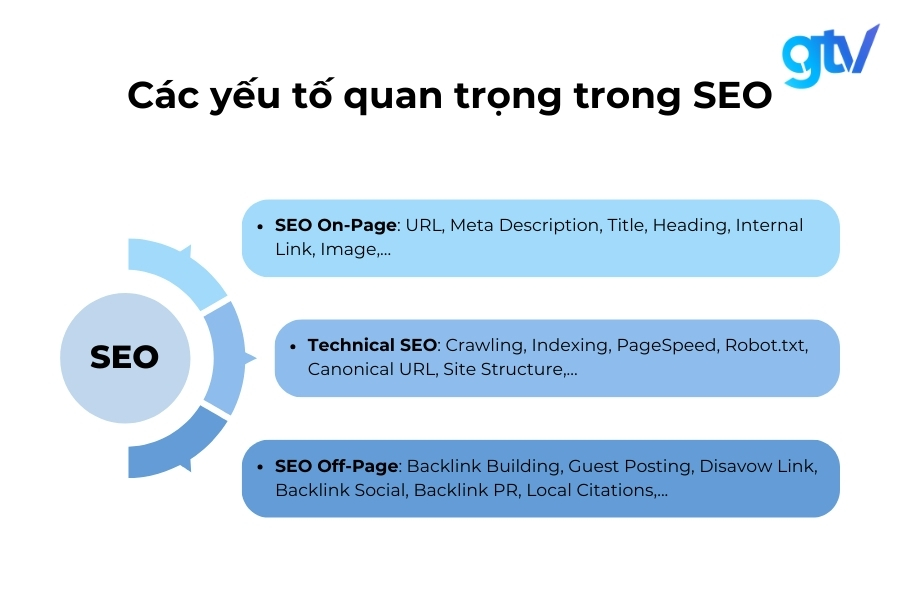 gtv
Các yếu tố quan trọng trong SEO
SEO
• SEO On-Page: URL, Meta Description, Title, Heading, Internal
Link, Image,...
• Technical SEO: Crawling, Indexing, PageSpeed, Robot.txt,
Canonical URL, Site Structure,...
• SEO Off-Page: Backlink Building, Guest Posting, Disavow Link,
Backlink Social, Backlink PR, Local Citations,...